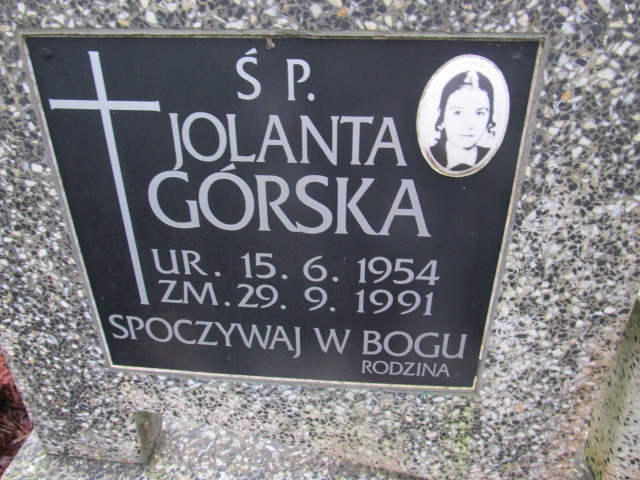 Ś P.
JOLANTA
GÓRSKA
UR. 15. 6. 1954
ZM. 29. 9. 1991
SPOCZYWAJ W BOGU
RODZINA